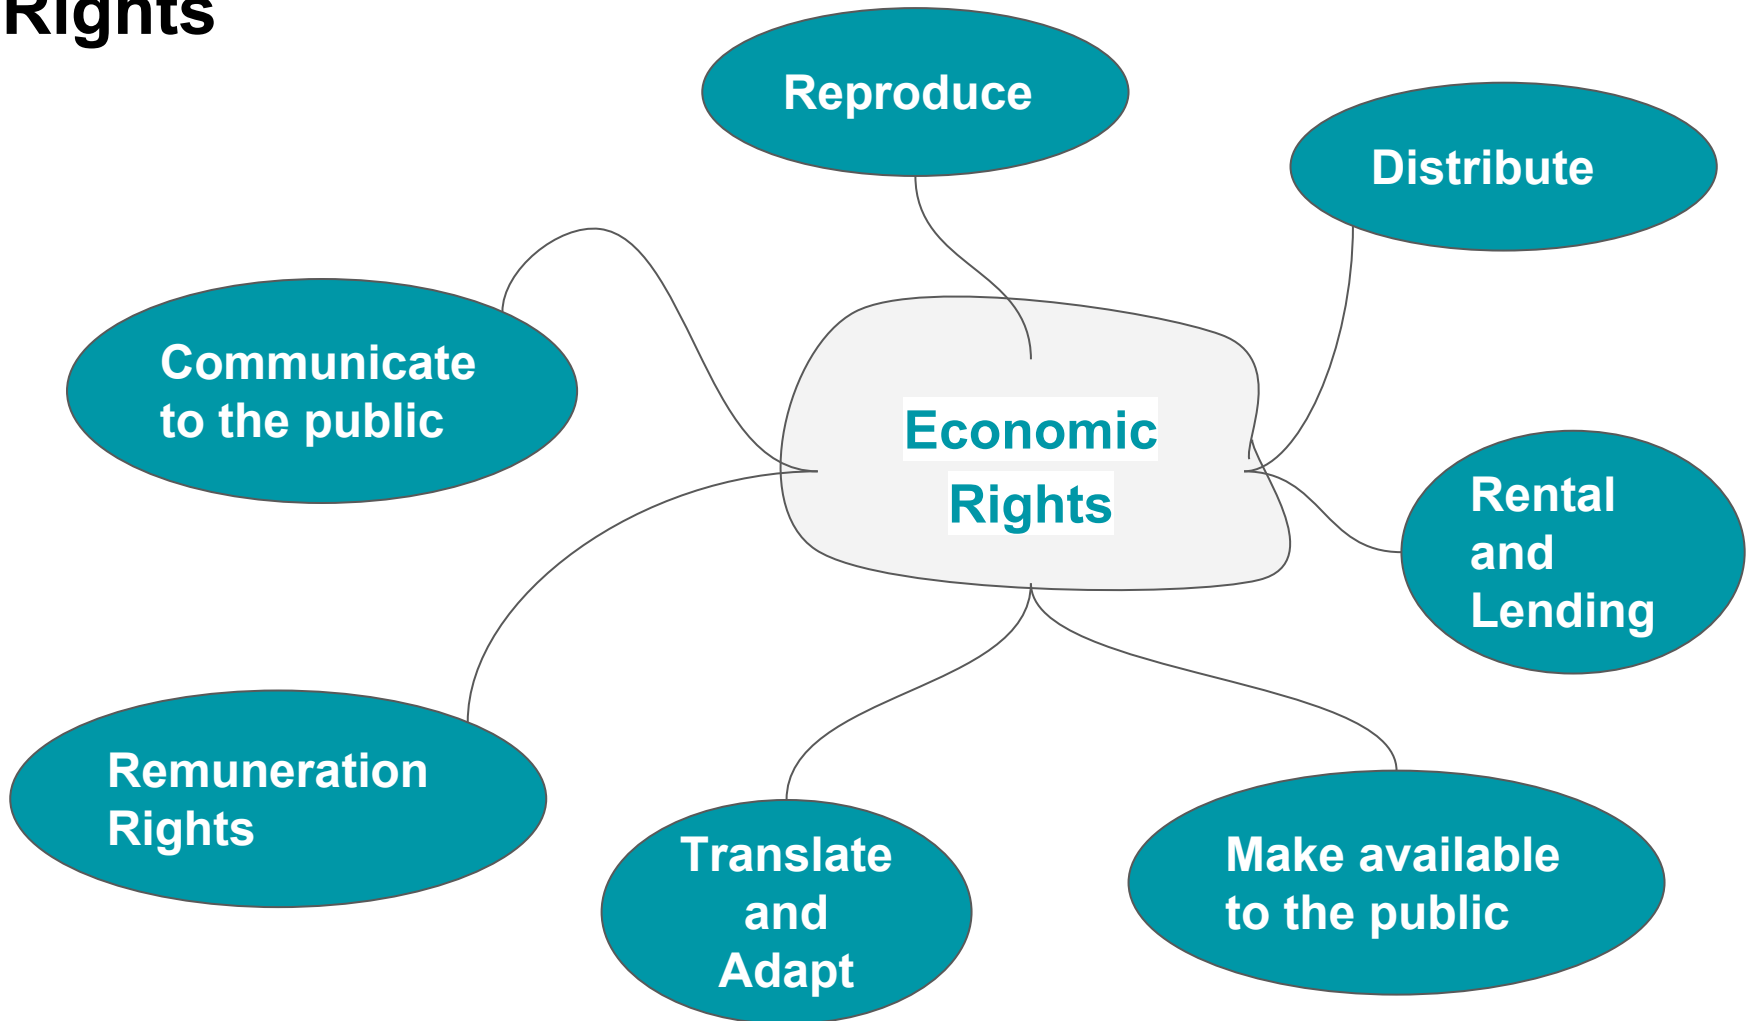 Rights
Reproduce
Distribute
Communicate
to the public
Economic
Rights
Rental
and
Lending
Remuneration
Rights
Translate
and
Adapt
Make available
to the public